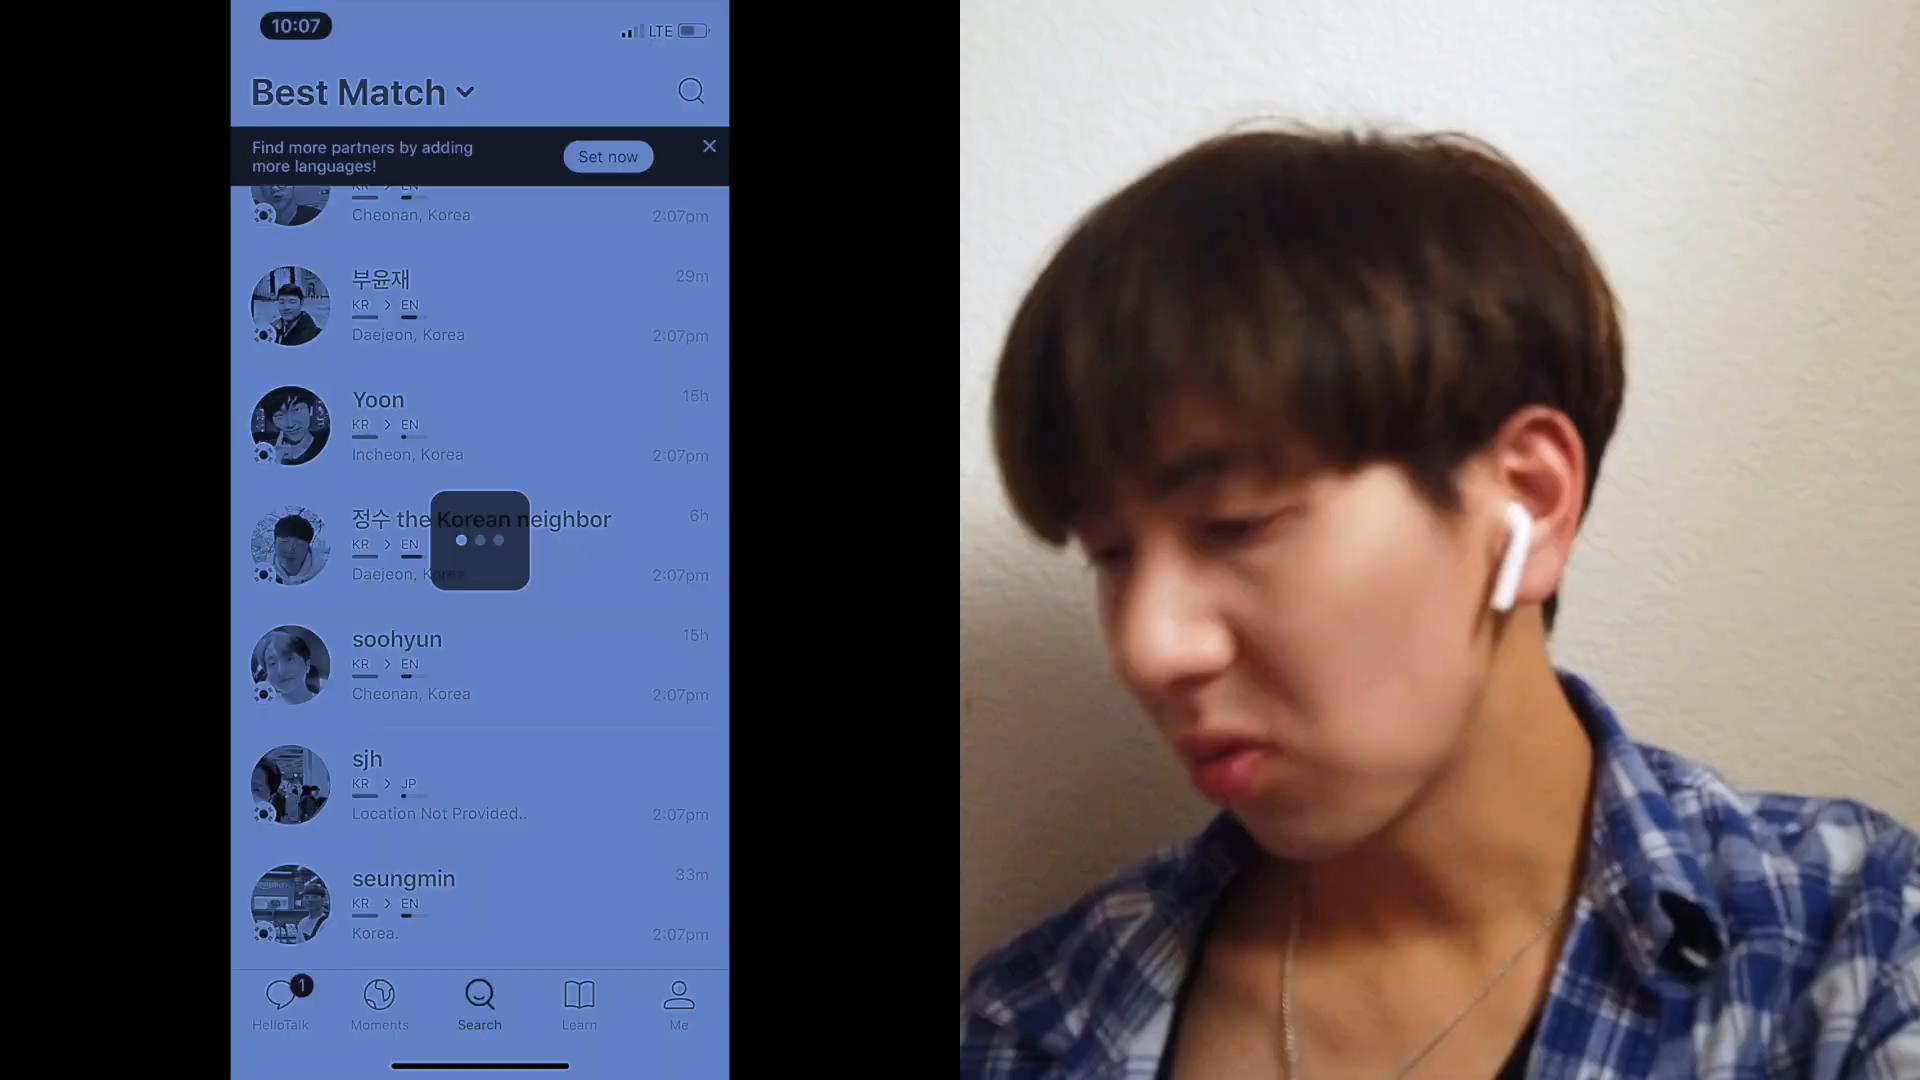 10:07
LTE
Best Match
Find more partners by adding
more languages!
Set now
KR > EN
Cheonan, Korea
2:07pm
부윤재
29m
KR > EN
Daejeon, Korea
2:07pm
Yoon
15h
KR > EN
Incheon, Korea
2:07pm
정수 the Korean neighbor
6h
KR > EN
Daejeon, Korea
2:07pm
soohyun
15h
KR > EN
Cheonan, Korea
2:07pm
sjh
KR > JP
Location Not Provided..
2:07pm
seungmin
33m
KR > EN
Korea.
2:07pm
1
HelloTalk
Moments
Search
Learn
Me